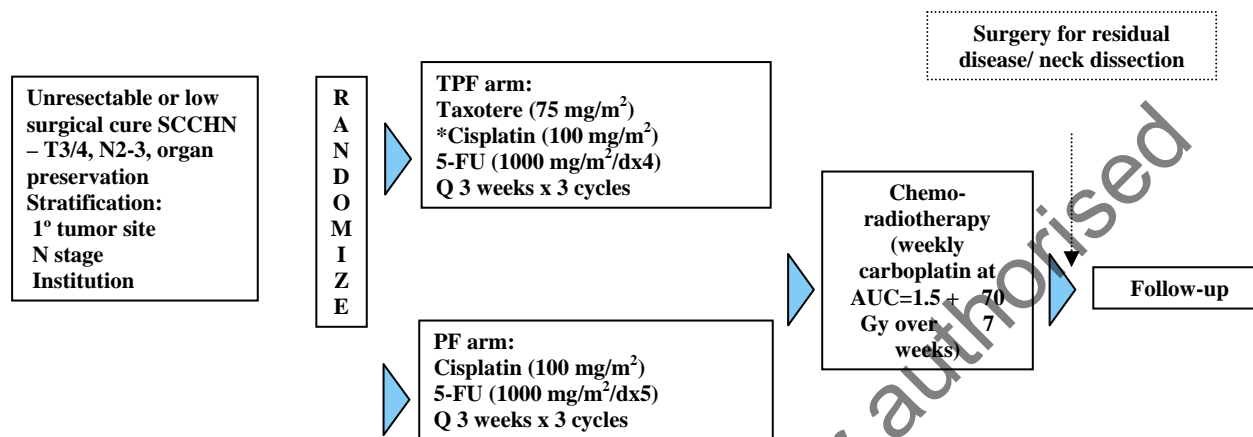 Unresectable or low
surgical cure SCCHN
– T3/4, N2-3, organ
preservation
Stratification:
1º tumor site
N stage
Institution
R
A
N
D
O
M
I
Z
E
TPF arm:
Taxotere (75 mg/m²)
*Cisplatin (100 mg/m²)
5-FU (1000 mg/m²/dx4)
Q 3 weeks x 3 cycles
PF arm:
Cisplatin (100 mg/m²)
5-FU (1000 mg/m²/dx5)
Q 3 weeks x 3 cycles
Chemo-
radiotherapy
(weekly
carboplatin at
AUC=1.5 + 70
Gy over 7
weeks)
Surgery for residual
disease/ neck dissection
Follow-up
authorised